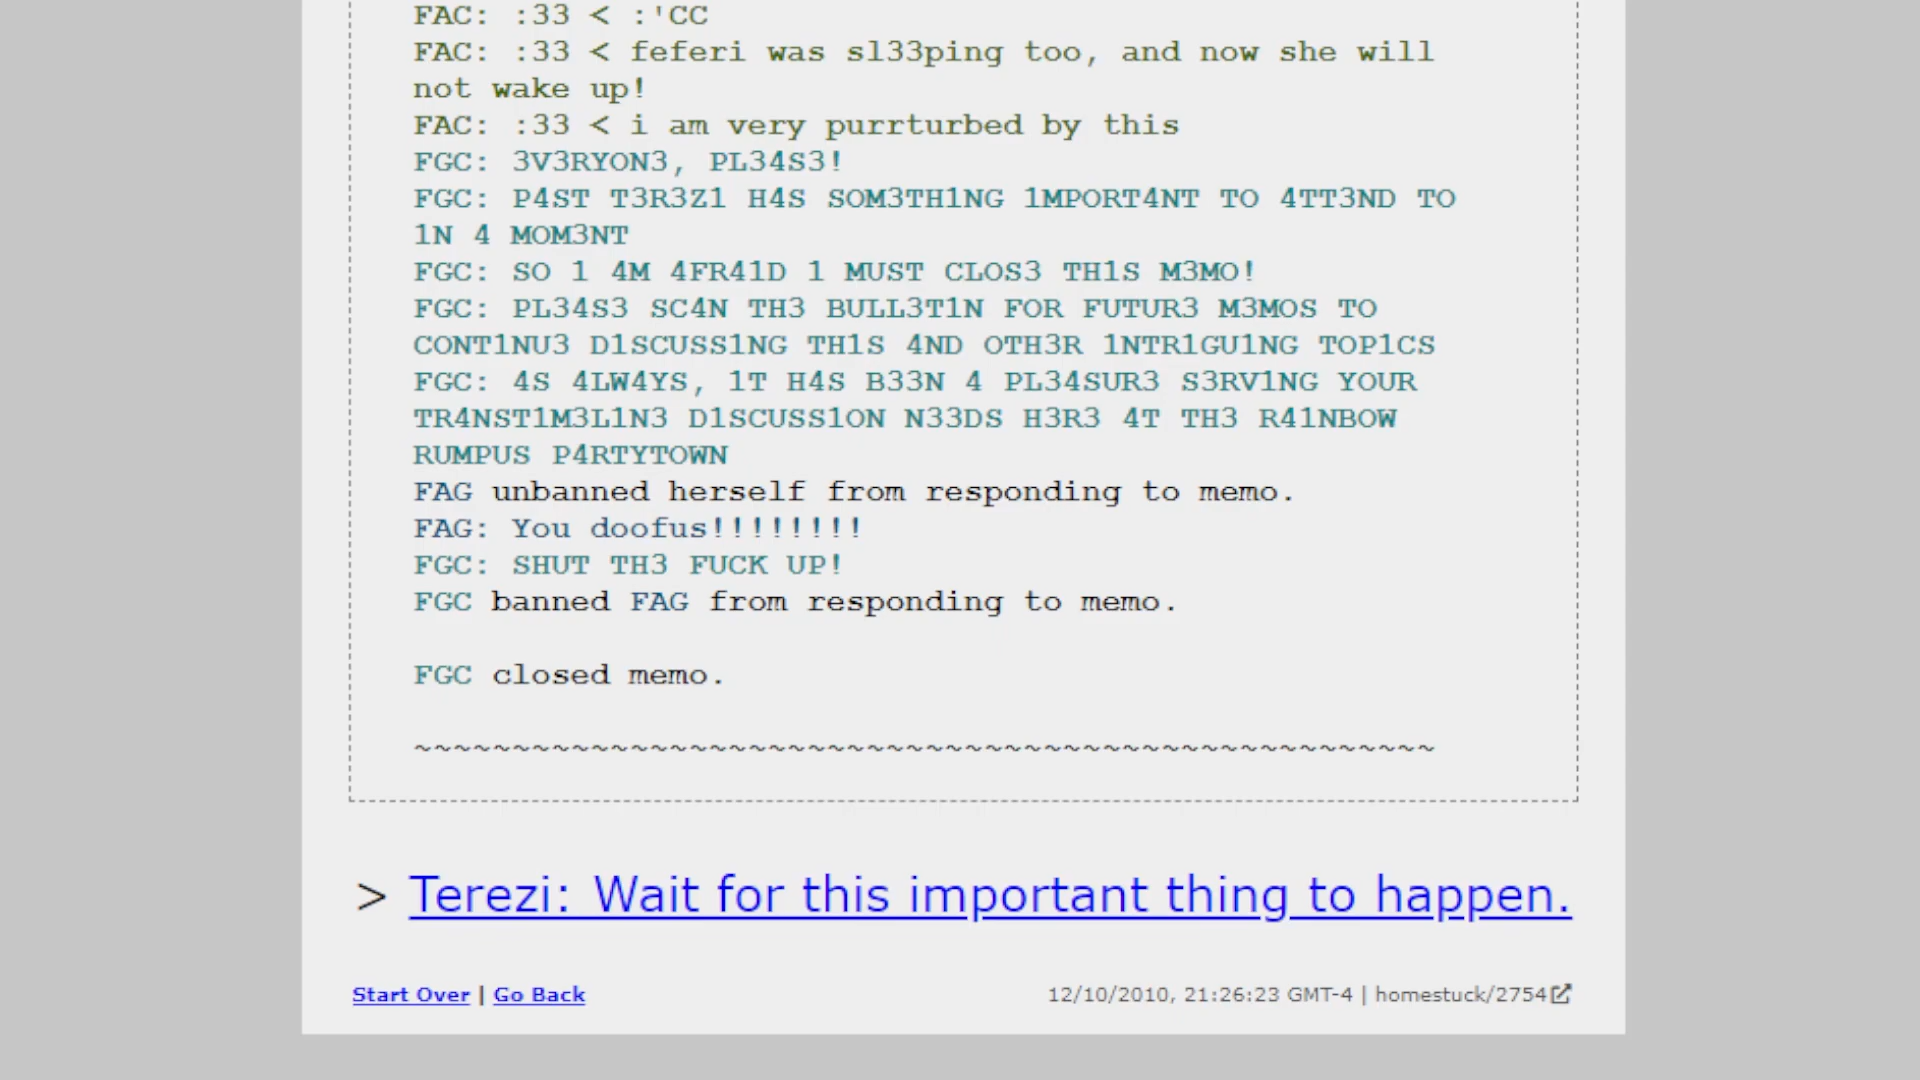 FAC: :33 < :'CC
FAC: :33 < feferi was sl33ping too, and now she will
not wake up!
FAC: :33 < i am very purrturbed by this
FGC: 3V3RYON3, PL34S3!
FGC: P4ST T3R3Z1 H4S SOM3TH1NG 1MPORT4NT TO 4TT3ND TO
1N 4 MOM3NT
FGC: SO 1 4M 4FR41D 1 MUST CLOS3 TH1S M3MO!
FGC: PL34S3 SC4N TH3 BULL3T1N FOR FUTUR3 M3MOS TO
CONT1NU3 D1SCUSS1NG TH1S 4ND OTH3R 1NTR1GU1NG TOP1CS
FGC: 4S 4LW4YS, 1T H4S B33N 4 PL34SUR3 S3RV1NG YOUR
TR4NST1M3L1N3 D1SCUSS1ON N33DS H3R3 4T TH3 R41NBOW
RUMPUS P4RTYTOWN
FAG unbanned herself from responding to memo.
FAG: You doofus!!!!!!!!
FGC: SHUT TH3 FUCK UP!
FGC banned FAG from responding to memo.
FGC closed memo.
~~~~~~~~~~~~~~~~~~~~~~~~~~~~~~~~~~~~~~~~~~~~~~~~~~~~
> Terezi: Wait for this important thing to happen.
Start Over | Go Back
12/10/2010, 21:26:23 GMT-4 | homestuck/2754